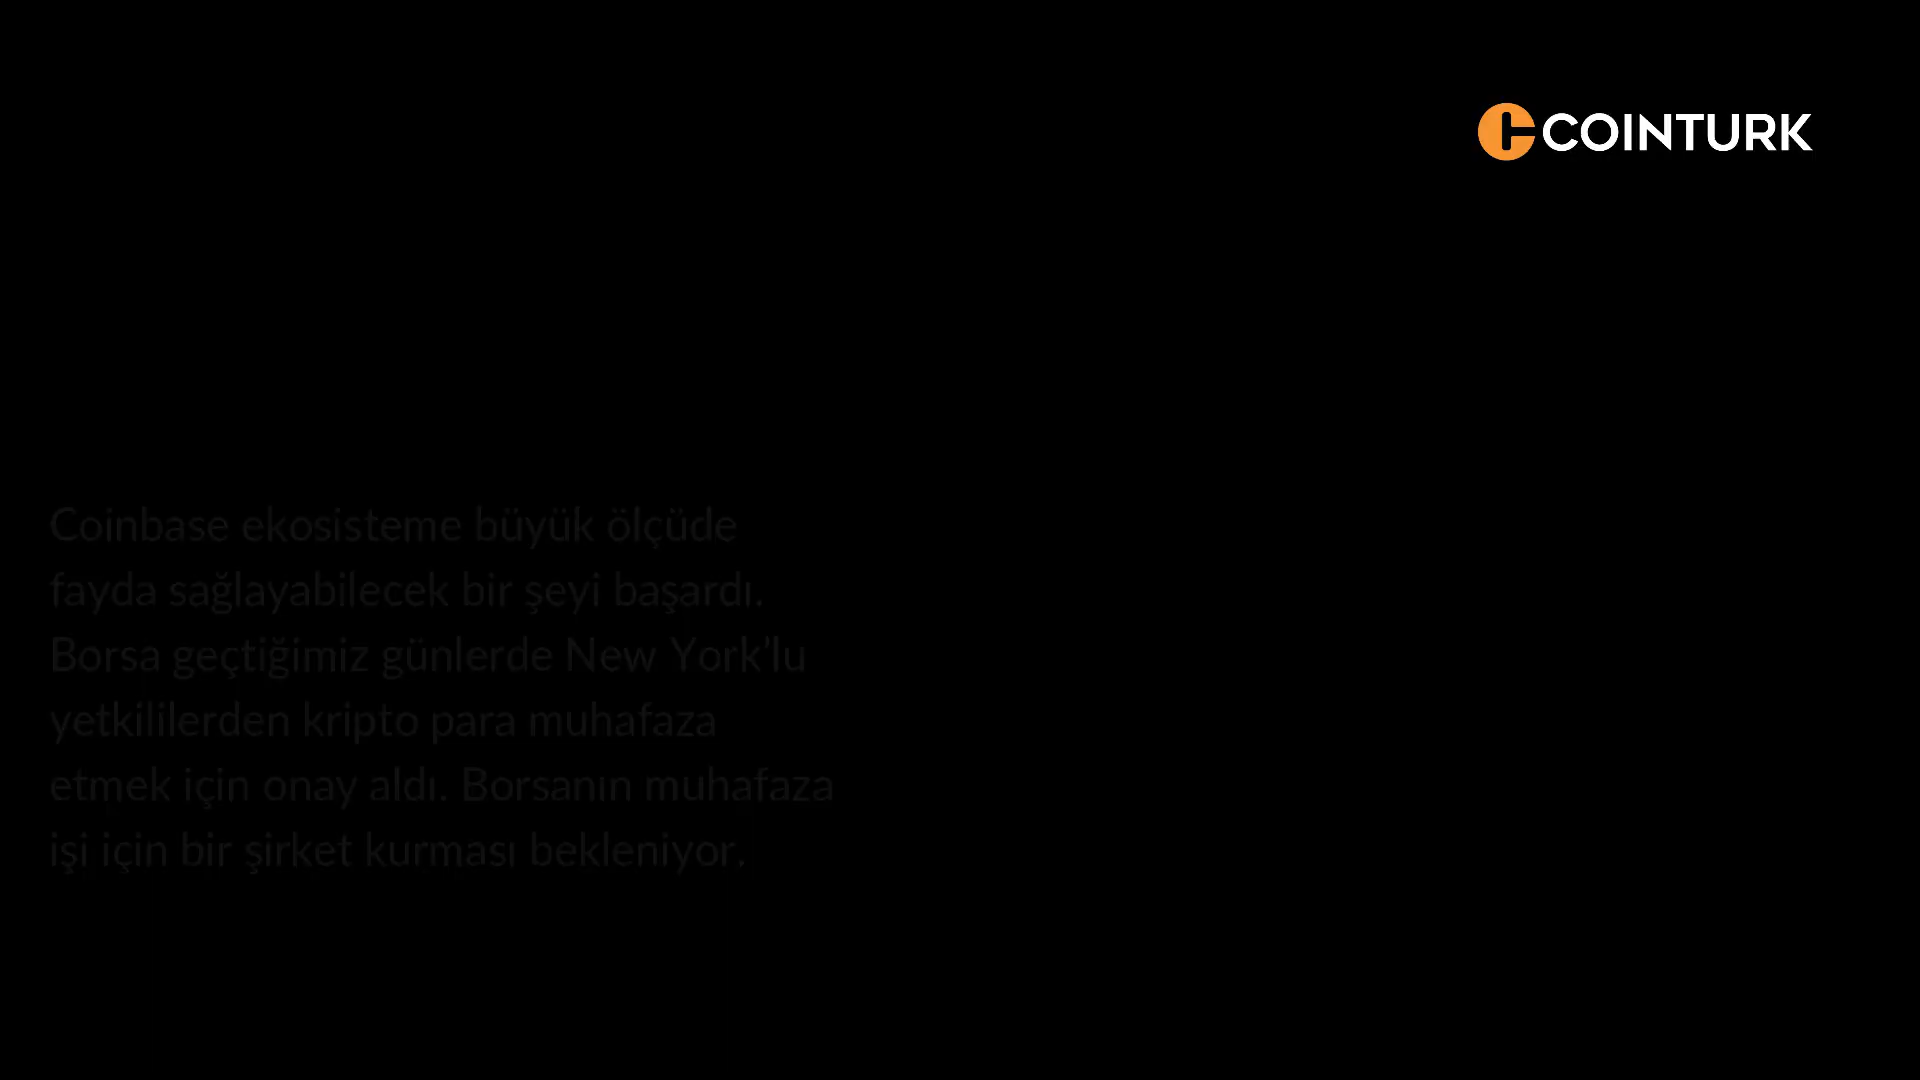 COINTURK
Coinbase ekosisteme büyük ölçüde
fayda sağlayabilecek bir şeyi başardı.
Borsa geçtiğimiz günlerde New York’lu
yetkililerden kripto para muhafaza
etmek için onay aldı. Borsanın muhafaza
işi için bir şirket kurması bekleniyor.